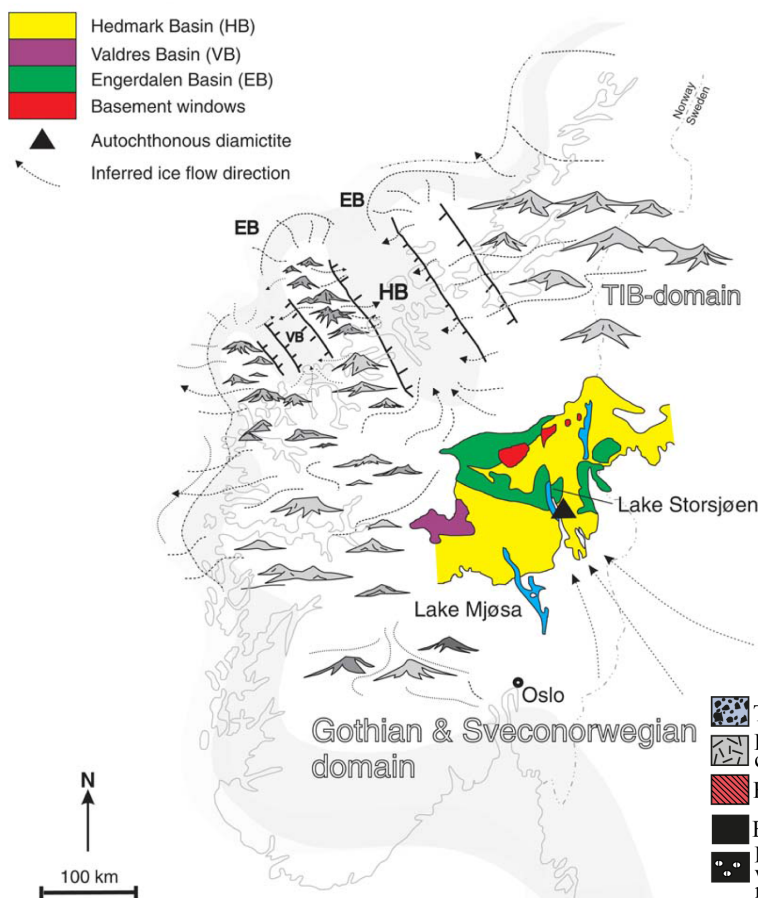 Hedmark Basin (HB)
Valdres Basin (VB)
Engerdalen Basin (EB)
Basement windows
Autochthonous diamictite
Inferred ice flow direction
Norway
Sweden
EB
EB
HB
TIB-domain
VB
Lake Storsjøen
Lake Mjøsa
Oslo
Gothian & Sveconorwegian
domain
N
100 km